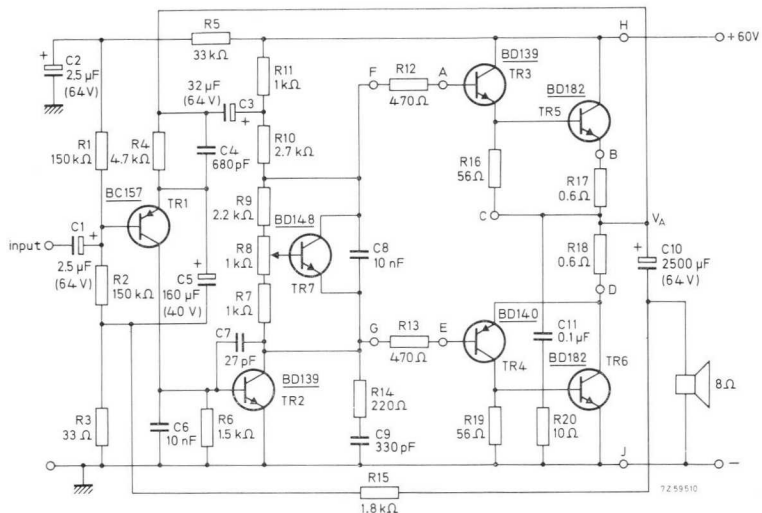 R5
33 kΩ
H
+60V
C2
2.5 µF
(64V)
32 µF
(64V)
C3
R11
1 kΩ
F
R12
470 Ω
A
BD139
TR3
BD182
TR5
R1
150 kΩ
R4
4.7 kΩ
C4
680 pF
R10
2.7 kΩ
B
R16
56 Ω
R17
0.6 Ω
BC157
TR1
R9
2.2 kΩ
BD148
C
VA
C1
input
2.5 µF
(64V)
R8
1 kΩ
TR7
C8
10 nF
R18
0.6 Ω
C10
2500 µF
(64V)
R2
150 kΩ
C5
160 µF
(40V)
R7
1 kΩ
D
C7
27 pF
G
R13
470 Ω
E
BD140
TR4
C11
0.1 µF
BD182
TR6
BD139
TR2
R14
220 Ω
8 Ω
R3
33 Ω
C6
10 nF
R6
1.5 kΩ
C9
330 pF
R19
56 Ω
R20
10 Ω
J
–
R15
1.8 kΩ
7Z59510